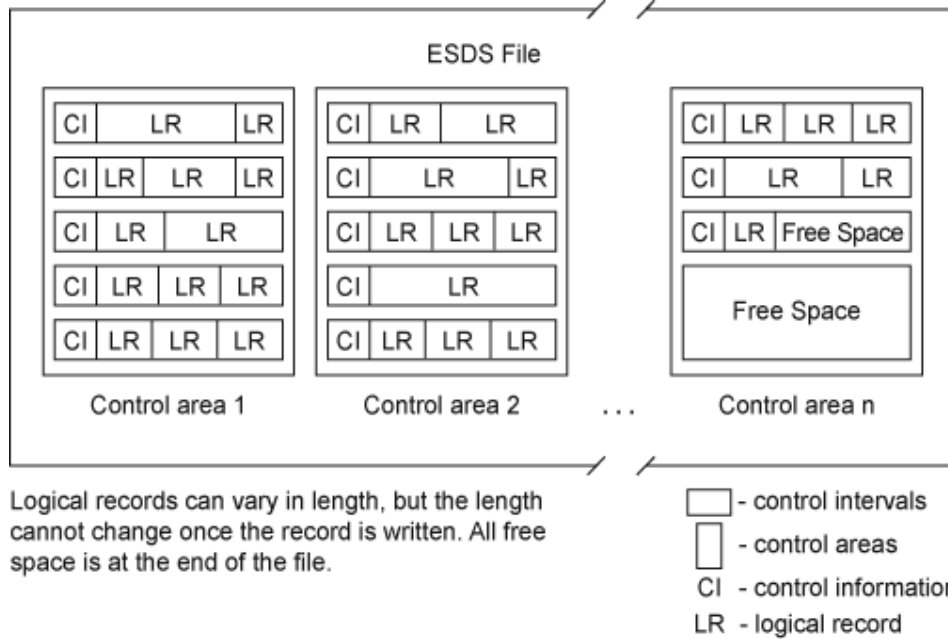 ESDS File
CI LR LR
CI LR LR LR
CI LR LR
CI LR LR LR
CI LR LR LR
Control area 1
CI LR LR
CI LR LR
CI LR LR LR
CI LR
CI LR LR LR
Control area 2
...
CI LR LR LR
CI LR LR
CI LR Free Space
Free Space
Control area n
Logical records can vary in length, but the length
cannot change once the record is written. All free
space is at the end of the file.
- control intervals
- control areas
CI - control information
LR - logical record